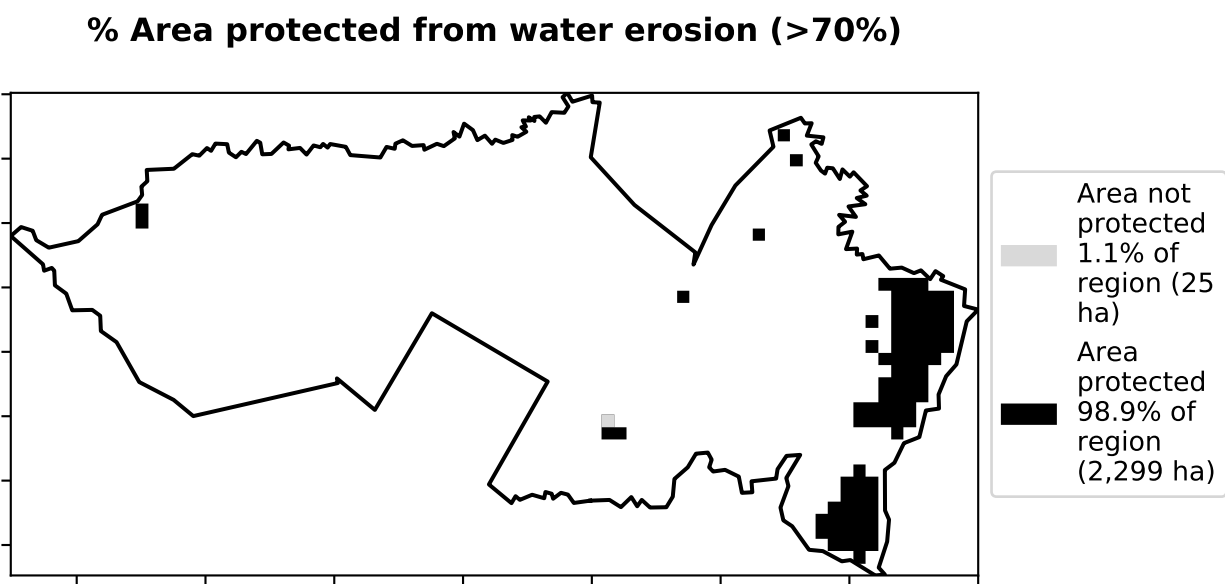 % Area protected from water erosion (>70%)
Area not
protected
1.1% of
region (25
ha)
Area
protected
98.9% of
region
(2,299 ha)